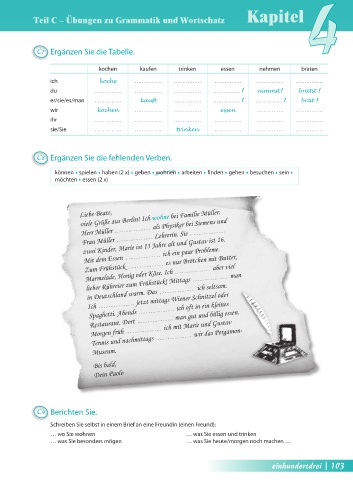 Teil C – Übungen zu Grammatik und Wortschatz Kapitel 4
C7 Ergänzen Sie die Tabelle.
kochen kaufen trinken essen nehmen braten
ich koche
du ! nimmst! brätst !
er/sie/es/man kauft ! ! brät !
wir kochen essen
ihr
sie/Sie trinken
C8 Ergänzen Sie die fehlenden Verben.
können • spielen • haben (2 x) • geben • wohnen • arbeiten • finden • gehen • besuchen • sein •
möchten • essen (2 x)
Liebe Beate,
viele Grüße aus Berlin! Ich wohne bei Familie Müller.
Herr Müller ............ als Physiker bei Siemens und
Frau Müller ............ Lehrerin. Sie ............
zwei Kinder, Marie ist 13 Jahre alt und Gustav ist 16.
Mit dem Essen ............ ich ein paar Probleme.
Zum Frühstück ............ es nur Brötchen mit Butter,
Marmelade, Honig oder Käse. Ich ............ aber viel
lieber Rühreier zum Frühstück! Mittags ............ man
in Deutschland warm. Das ............ ich seltsam.
Ich ............ jetzt mittags Wiener Schnitzel oder
Spaghetti. Abends ............ ich oft in ein kleines
Restaurant. Dort ............ man gut und billig essen.
Morgen früh ............ ich mit Marie und Gustav
Tennis und nachmittags ............ wir das Pergamon-
Museum.
Bis bald,
Dein Paolo
C9 Berichten Sie.
Schreiben Sie selbst in einem Brief an eine Freundin (einen Freund):
… wo Sie wohnen … was Sie essen und trinken
… was Sie besonders mögen … was Sie heute/morgen noch machen …
einhundertdrei | 103